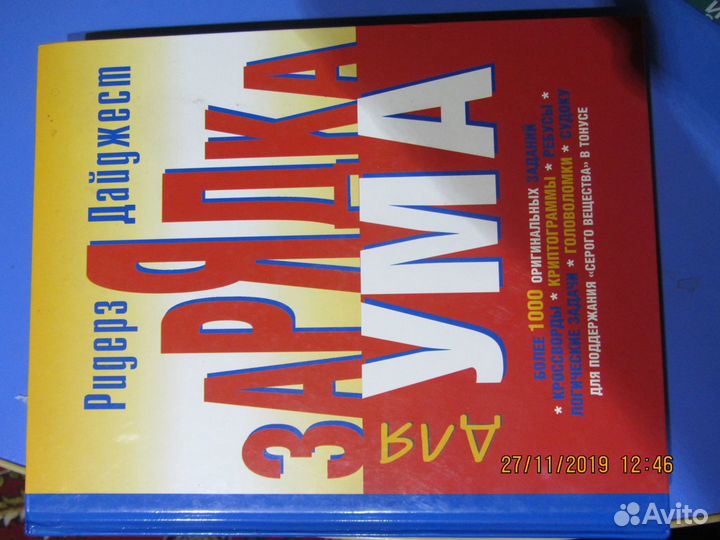 Ридерз Дайджест
ЗАРЯДКА
ДЛЯ УМА
БОЛЕЕ 1000 ОРИГИНАЛЬНЫХ ЗАДАНИЙ
* КРОССВОРДЫ * КРИПТОГРАММЫ * РЕБУСЫ *
ЛОГИЧЕСКИЕ ЗАДАЧИ * ГОЛОВОЛОМКИ * СУДОКУ
ДЛЯ ПОДДЕРЖАНИЯ «СЕРОГО ВЕЩЕСТВА» В ТОНУСЕ
27/11/2019 12:46
Avito